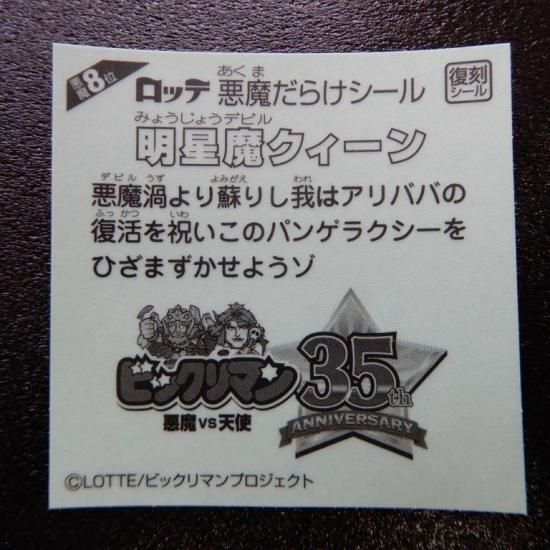 悪魔8位
ロッテ 悪魔だらけシール
あくま
復刻シール
みょうじょうデビル
明星魔クィーン
デビル うず よみがえ われ
悪魔渦より蘇りし我はアリババの
ふっかつ いわ
復活を祝いこのパンゲラクシーを
ひざまずかせようゾ
ビックリマン
悪魔VS天使
35th
ANNIVERSARY
©LOTTE/ビックリマンプロジェクト